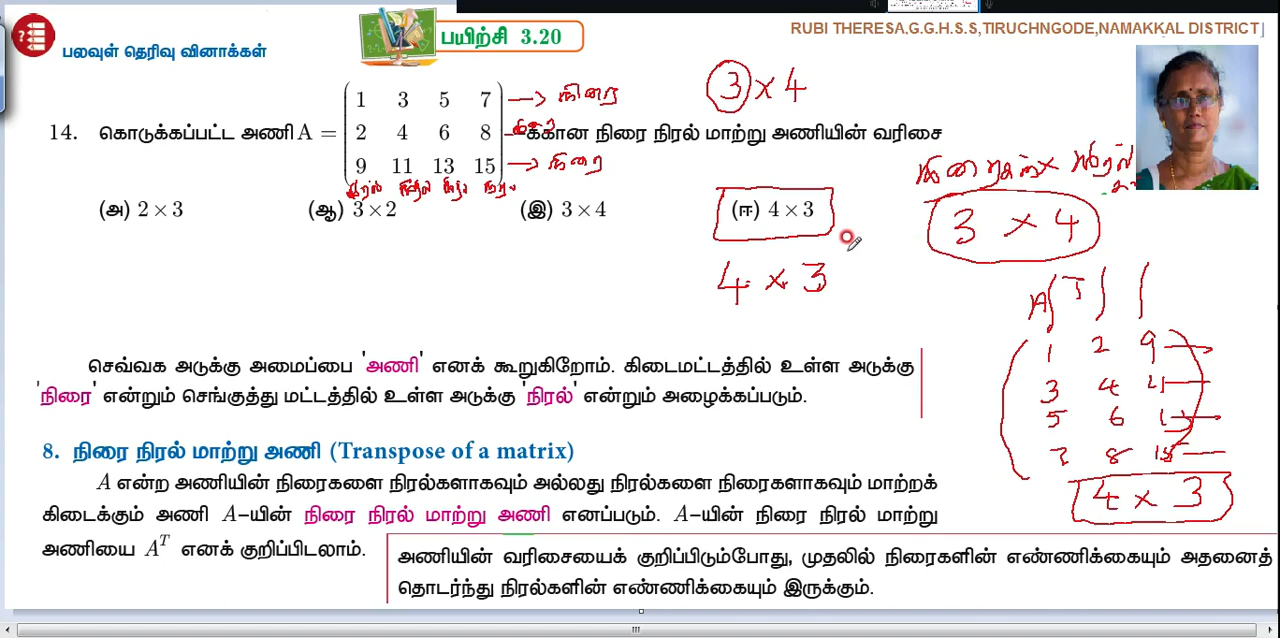 RUBI THERESA,G.G.H.S.S,TIRUCHNGODE,NAMAKKAL DISTRICT]
பலவுள் தெரிவு வினாக்கள்
பயிற்சி 3.20
3 × 4
14. கொடுக்கப்பட்ட அணி A = க்கான நிரை நிரல் மாற்று அணியின் வரிசை
1 3 5 7 நிரை
2 4 6 8
9 11 13 15 நிரை
(அ) 2 × 3 (ஆ) 3 × 2 (இ) 3 × 4 (ஈ) 4 × 3
3 × 4
4 × 3
A T
1 2 9
3 4
5 6
8
4 × 3
செவ்வக அடுக்கு அமைப்பை 'அணி' எனக் கூறுகிறோம். கிடைமட்டத்தில் உள்ள அடுக்கு
'நிரை' என்றும் செங்குத்து மட்டத்தில் உள்ள அடுக்கு 'நிரல்' என்றும் அழைக்கப்படும்.
8. நிரை நிரல் மாற்று அணி (Transpose of a matrix)
A என்ற அணியின் நிரைகளை நிரல்களாகவும் அல்லது நிரல்களை நிரைகளாகவும் மாற்றக்
கிடைக்கும் அணி A–யின் நிரை நிரல் மாற்று அணி எனப்படும். A–யின் நிரை நிரல் மாற்று
அணியை Aᵀ எனக் குறிப்பிடலாம்.
அணியின் வரிசையைக் குறிப்பிடும்போது, முதலில் நிரைகளின் எண்ணிக்கையும் அதனைத்
தொடர்ந்து நிரல்களின் எண்ணிக்கையும் இருக்கும்.